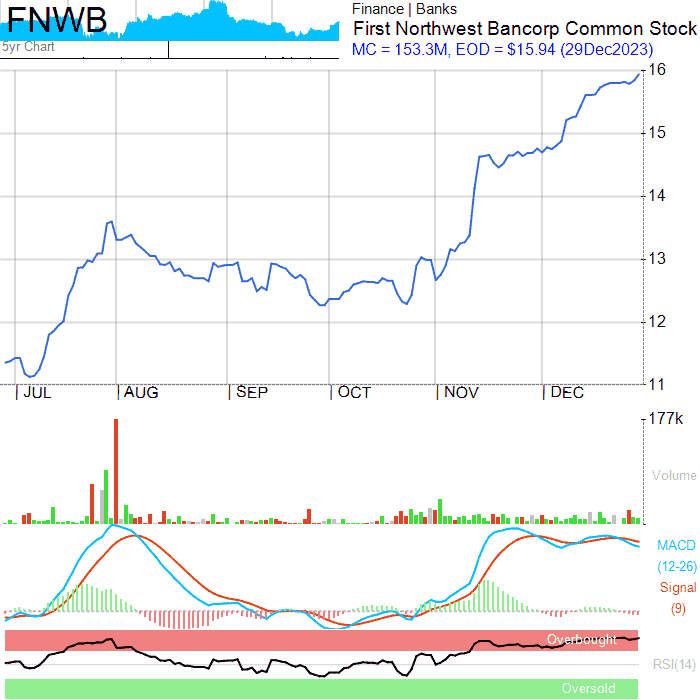 FNWB
5yr Chart
Finance | Banks
First Northwest Bancorp Common Stock
MC = 153.3M, EOD = $15.94 (29Dec2023)
16
15
14
13
12
11
JUL AUG SEP OCT NOV DEC
177k
Volume
MACD
(12-26)
Signal
(9)
Overbought
RSI(14)
Oversold